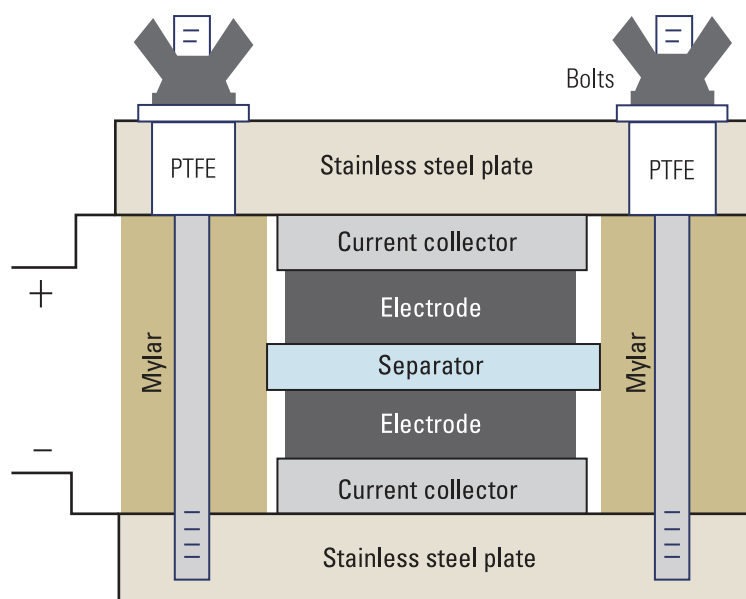 Bolts
PTFE
Stainless steel plate
PTFE
Current collector
+
Electrode
Mylar
Separator
Mylar
Electrode
−
Current collector
Stainless steel plate